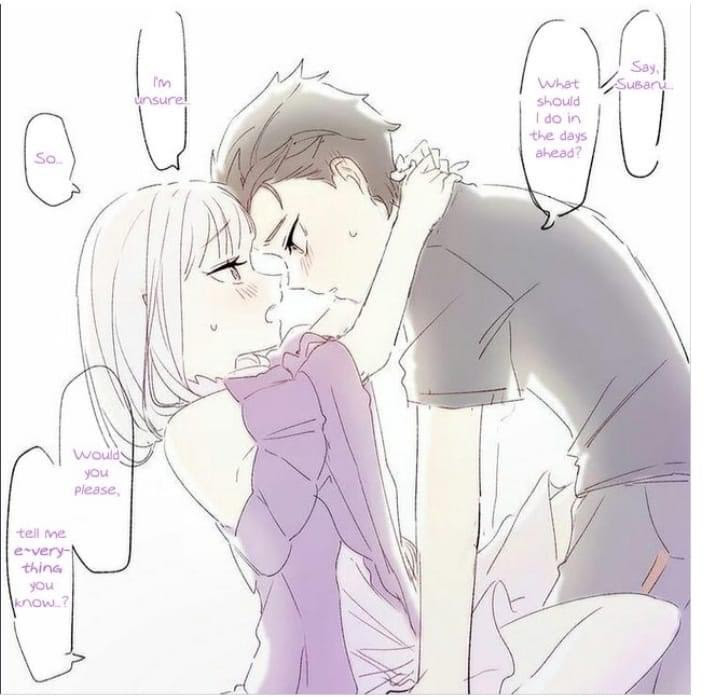 Say,
Subaru...
What
should
I do in
the days
ahead?
I'm
unsure...
So...
Would
you
please,
tell me
e~very-
thing
you
know...?